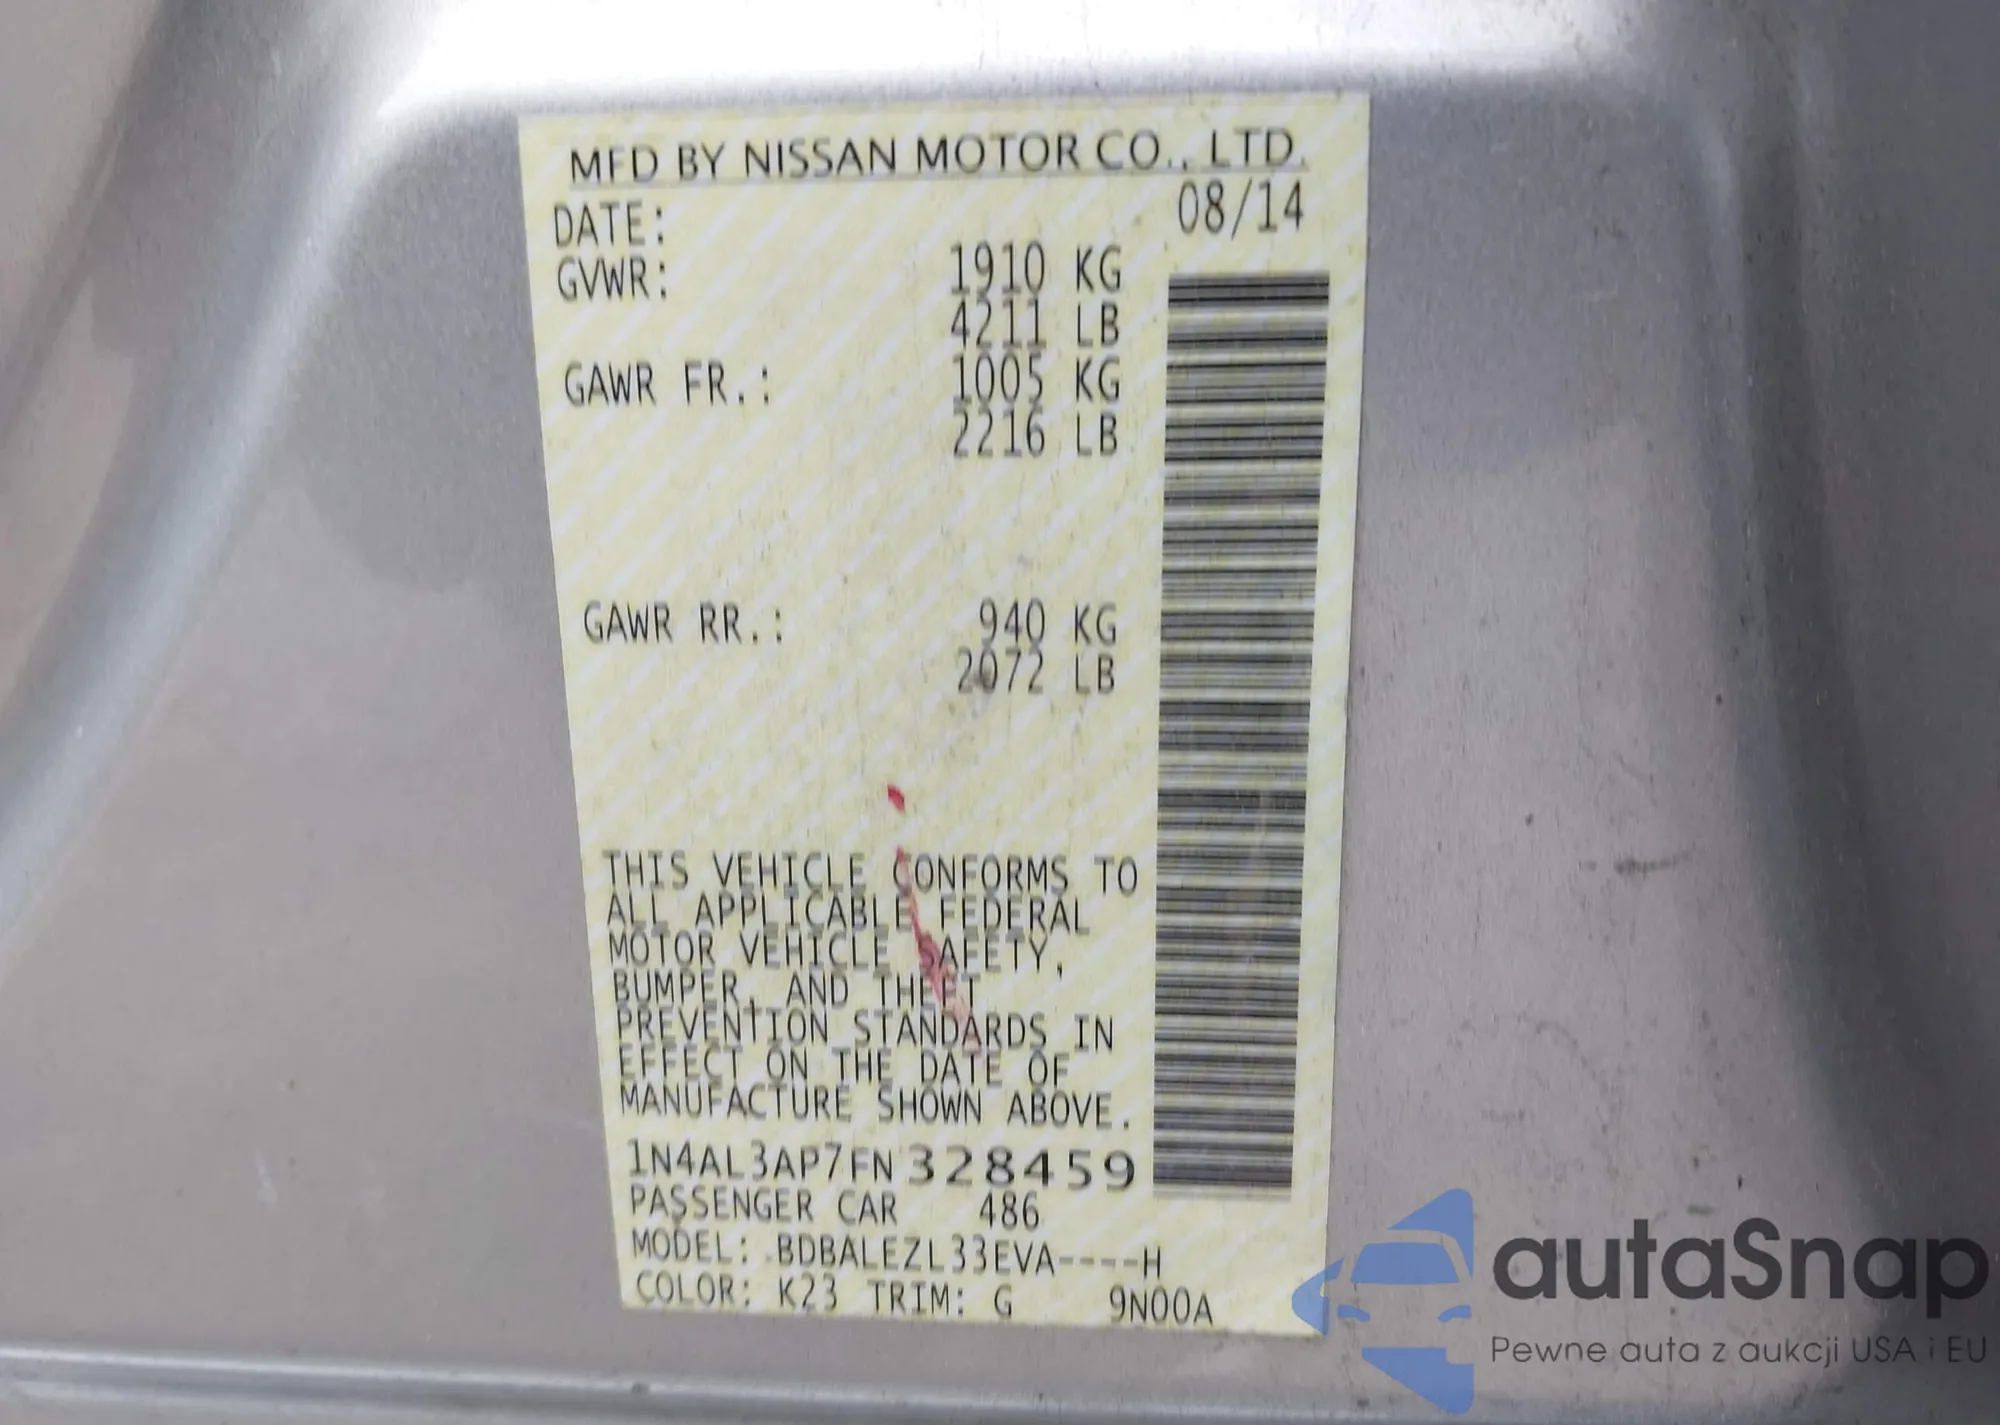 MFD BY NISSAN MOTOR CO., LTD.
DATE: 08/14
GVWR: 1910 KG
4211 LB
GAWR FR.: 1005 KG
2216 LB
GAWR RR.: 940 KG
2072 LB
THIS VEHICLE CONFORMS TO
ALL APPLICABLE FEDERAL
MOTOR VEHICLE SAFETY,
BUMPER, AND THEFT
PREVENTION STANDARDS IN
EFFECT ON THE DATE OF
MANUFACTURE SHOWN ABOVE.
1N4AL3AP7FN328459
PASSENGER CAR 486
MODEL: BDBALEZL33EVA----H
COLOR: K23 TRIM: G 9N00A
autaSnap
Pewne auta z aukcji USA i EU